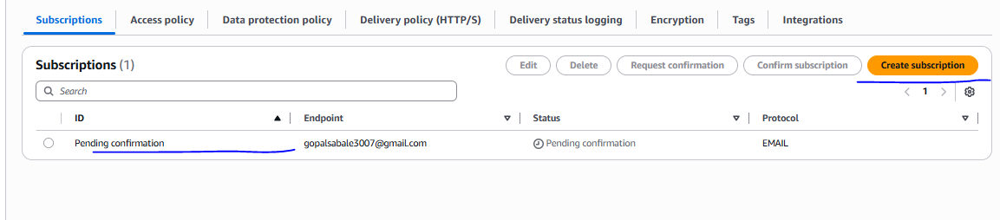 Subscriptions Access policy Data protection policy Delivery policy (HTTP/S) Delivery status logging Encryption Tags Integrations
Subscriptions (1) Edit Delete Request confirmation Confirm subscription Create subscription
Search 1
ID Endpoint Status Protocol
Pending confirmation gopalsabale3007@gmail.com Pending confirmation EMAIL